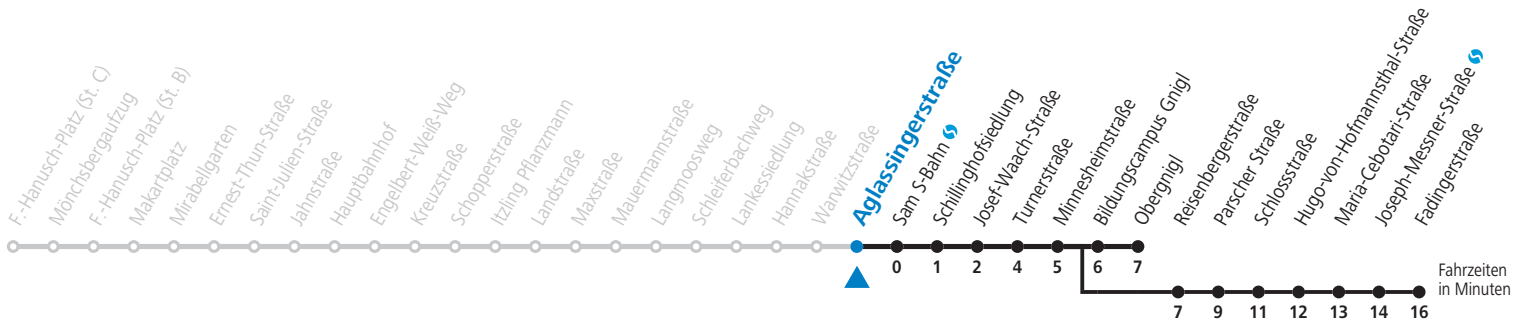 F.-Hanusch-Platz (St. C)
Mönchsbergaufzug
F.-Hanusch-Platz (St. B)
Makartplatz
Mirabellgarten
Ernest-Thun-Straße
Saint-Julien-Straße
Jahnstraße
Hauptbahnhof
Engelbert-Weiß-Weg
Kreuzstraße
Schopperstraße
Itzling Pflanzmann
Landstraße
Maxstraße
Mauermannstraße
Langmoosweg
Schleiferbachweg
Lankessiedlung
Hannakstraße
Warwitzstraße
Aglassingerstraße
Sam S-Bahn
Schillinghofsiedlung
Josef-Waach-Straße
Turnerstraße
Minnesheimstraße
Bildungscampus Gnigl
Obergnigl
Reisenbergerstraße
Parscher Straße
Schlossstraße
Hugo-von-Hofmannsthal-Straße
Maria-Cebotari-Straße
Joseph-Messner-Straße
Fadingerstraße
0 1 2 4 5 6 7
Fahrzeiten
in Minuten
7 9 11 12 13 14 16